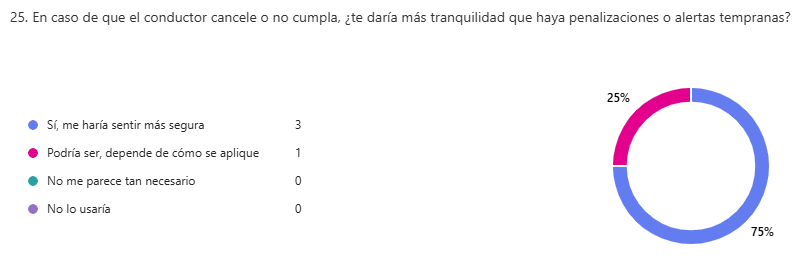 25. En caso de que el conductor cancele o no cumpla, ¿te daría más tranquilidad que haya penalizaciones o alertas tempranas?
Sí, me haría sentir más segura 3
Podría ser, depende de cómo se aplique 1
No me parece tan necesario 0
No lo usaría 0
25%
75%